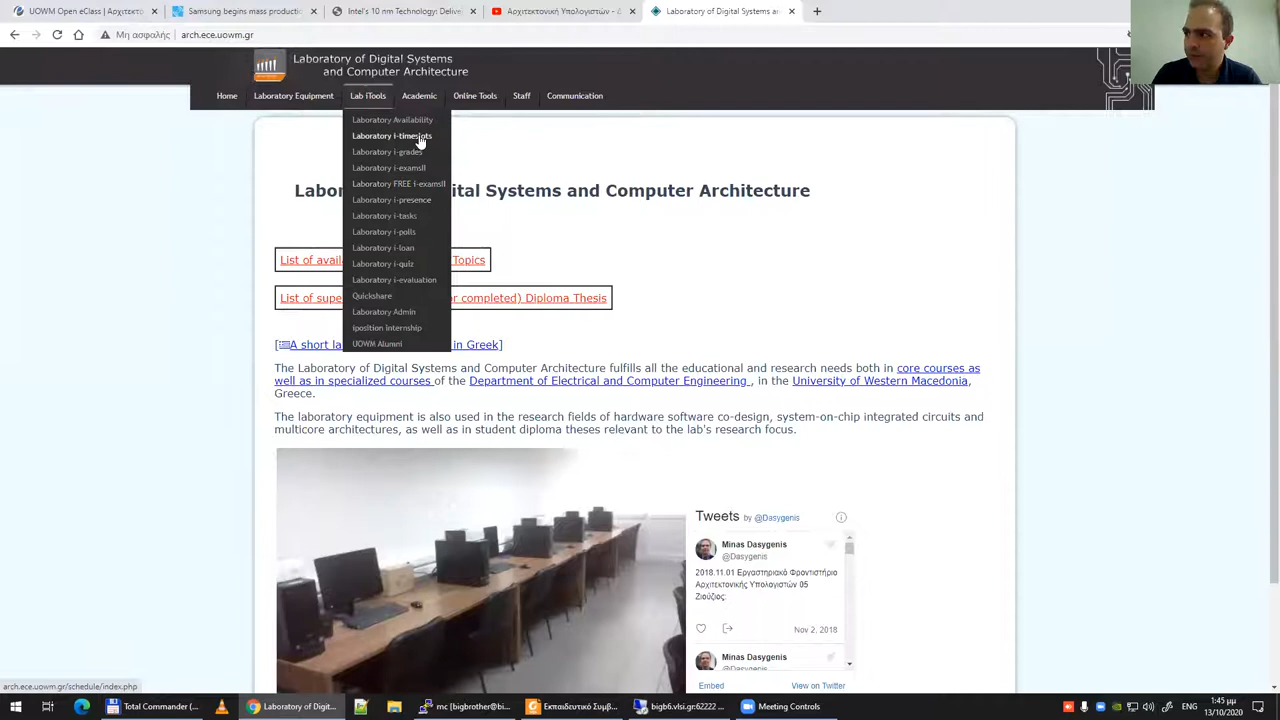 UOWM Open eClass |
Samsung begins mass productio
Intel's 10 nm Technology: Delive
Αρχιτεκτονική Υπολογιστών - 05
Laboratory of Digital Systems an
Μη ασφαλής | arch.ece.uowm.gr
Laboratory of Digital Systems
and Computer Architecture
Home
Laboratory Equipment
Lab iTools
Academic
Online Tools
Staff
Communication
Laboratory Availability
Laboratory i-timeslots
Laboratory i-grades
Laboratory i-examsII
Laboratory FREE i-examsII
Laboratory i-presence
Laboratory i-tasks
Laboratory i-polls
Laboratory i-loan
Laboratory i-quiz
Laboratory i-evaluation
Quickshare
Laboratory Admin
iposition internship
UOWM Alumni
Labor
ital Systems and Computer Architecture
List of avail
Topics
List of supe
or completed) Diploma Thesis
[
A short la
in Greek]
The Laboratory of Digital Systems and Computer Architecture fulfills all the educational and research needs both in core courses as
well as in specialized courses of the Department of Electrical and Computer Engineering , in the University of Western Macedonia,
Greece.
The laboratory equipment is also used in the research fields of hardware software co-design, system-on-chip integrated circuits and
multicore architectures, as well as in student diploma theses relevant to the lab's research focus.
Tweets by @Dasygenis
Minas Dasygenis
@Dasygenis
2018.11.01 Εργαστηριακό Φροντιστήριο
Αρχιτεκτονικής Υπολογιστών 05
Ζιούζιος:
Nov 2, 2018
Minas Dasygenis
@Dasygenis
Embed
View on Twitter
arch.ece.uowm.gr/schedule/index.php
Total Commander (
Laboratory of Digit...
mc [bigbrother@bi...
Εκπαιδευτικό Συμβ...
bigb6.vlsi.gr:62222 ...
Meeting Controls
ΕΛ
1:45 μμ
13/10/2020